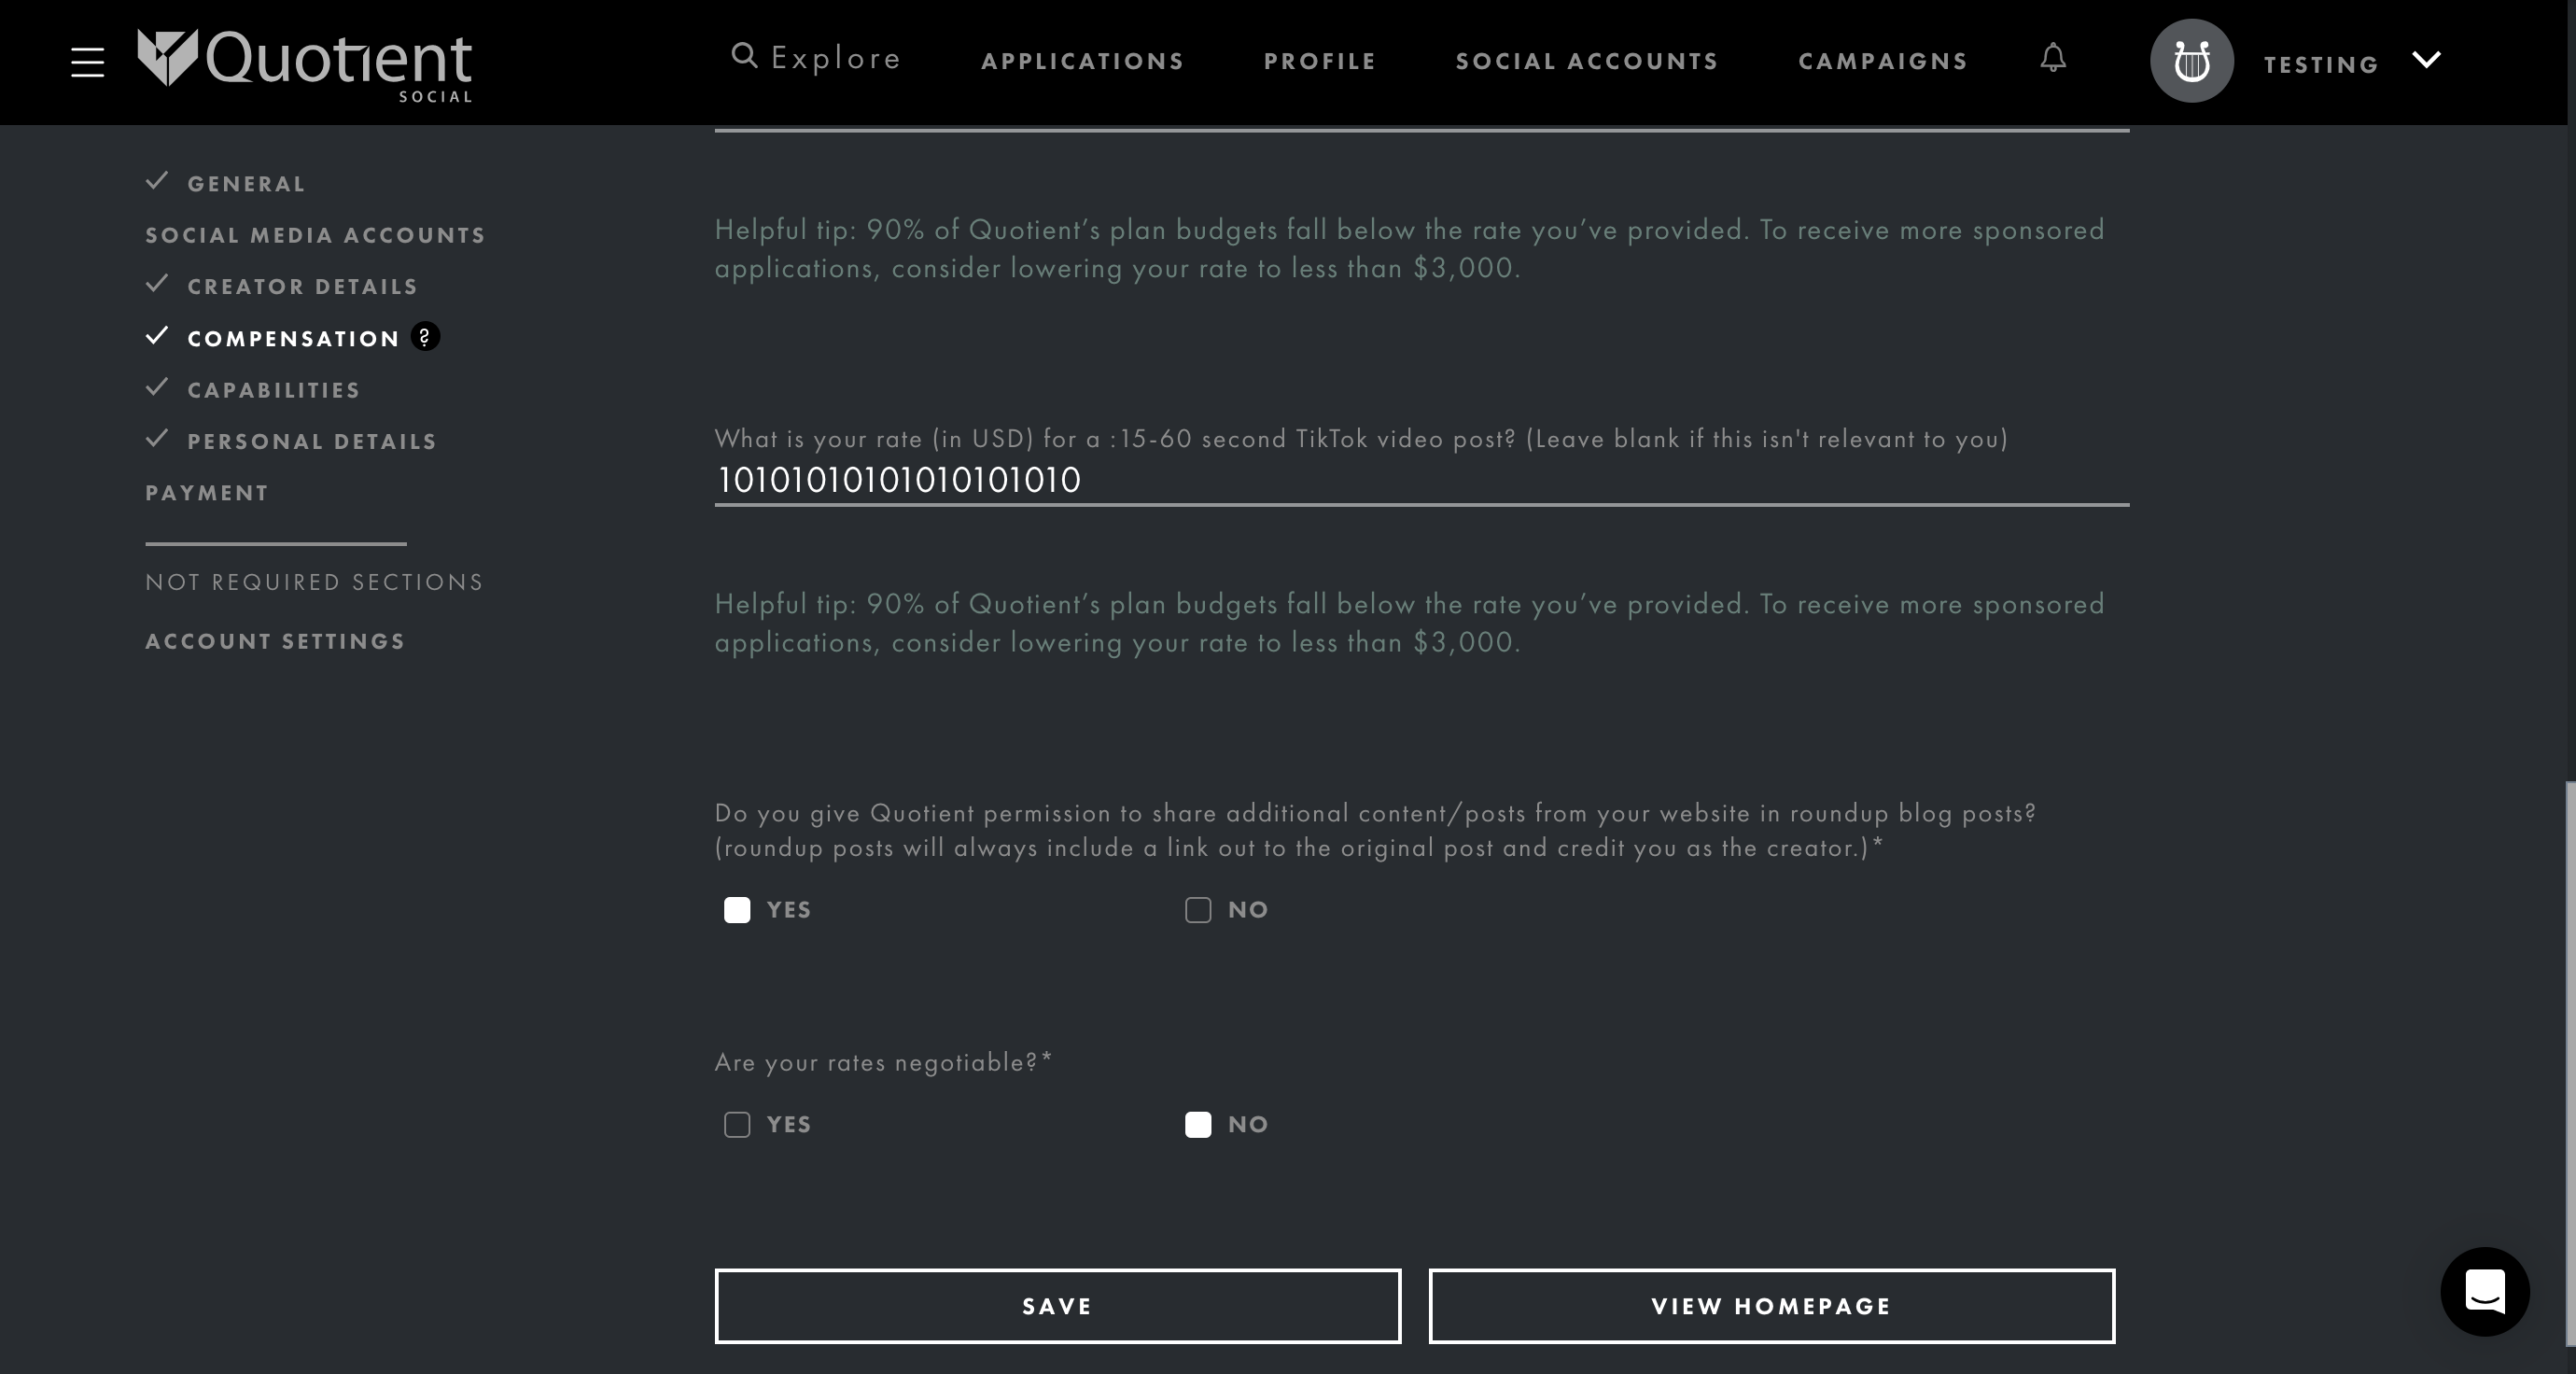 Quotient
SOCIAL
Explore
APPLICATIONS
PROFILE
SOCIAL ACCOUNTS
CAMPAIGNS
TESTING
GENERAL
SOCIAL MEDIA ACCOUNTS
CREATOR DETAILS
COMPENSATION ?
CAPABILITIES
PERSONAL DETAILS
PAYMENT
NOT REQUIRED SECTIONS
ACCOUNT SETTINGS
Helpful tip: 90% of Quotient’s plan budgets fall below the rate you’ve provided. To receive more sponsored
applications, consider lowering your rate to less than $3,000.
What is your rate (in USD) for a :15-60 second TikTok video post? (Leave blank if this isn't relevant to you)
10101010101010101010
Helpful tip: 90% of Quotient’s plan budgets fall below the rate you’ve provided. To receive more sponsored
applications, consider lowering your rate to less than $3,000.
Do you give Quotient permission to share additional content/posts from your website in roundup blog posts?
(roundup posts will always include a link out to the original post and credit you as the creator.)*
YES
NO
Are your rates negotiable?*
YES
NO
SAVE
VIEW HOMEPAGE